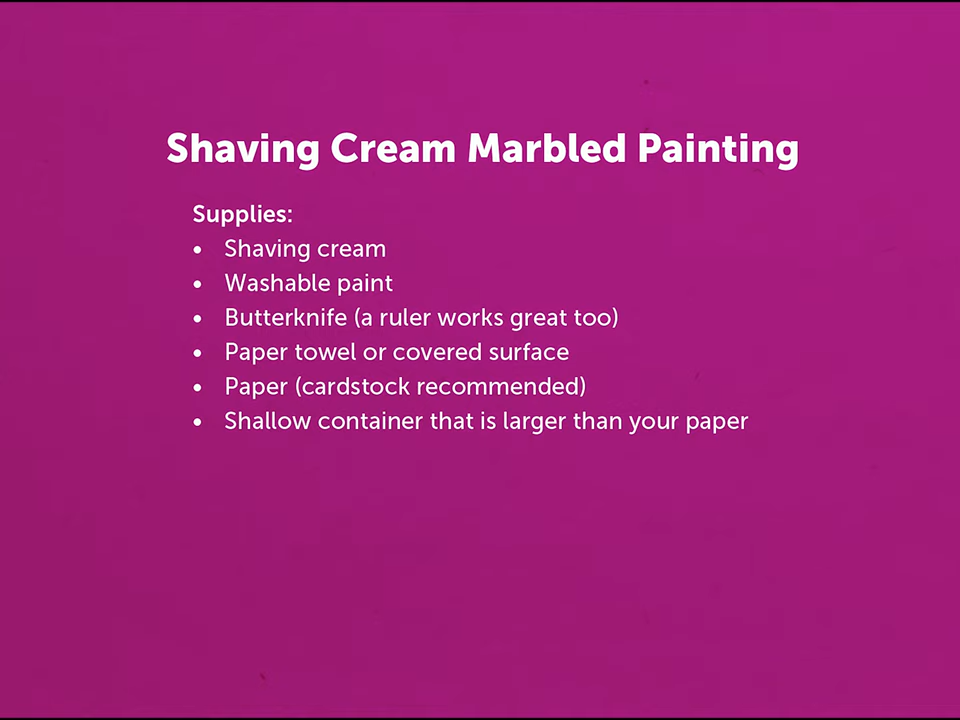 Shaving Cream Marbled Painting
Supplies:
• Shaving cream
• Washable paint
• Butterknife (a ruler works great too)
• Paper towel or covered surface
• Paper (cardstock recommended)
• Shallow container that is larger than your paper